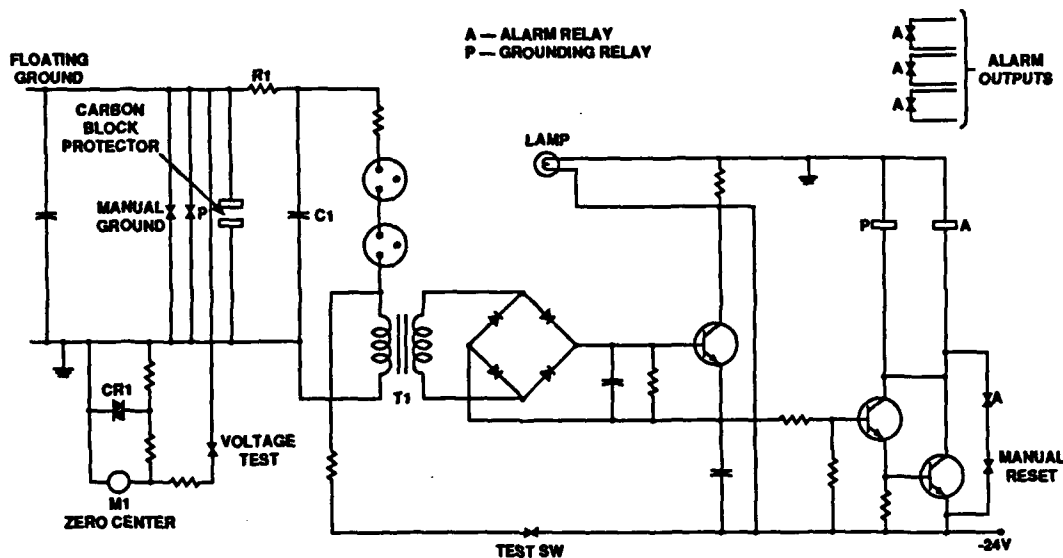 A — ALARM RELAY
P — GROUNDING RELAY
A
A
A
ALARM
OUTPUTS
FLOATING
GROUND
R1
CARBON
BLOCK
PROTECTOR
LAMP
MANUAL
GROUND
P
C1
P
A
T1
CR1
VOLTAGE
TEST
M1
ZERO CENTER
A
MANUAL
RESET
TEST SW
-24V